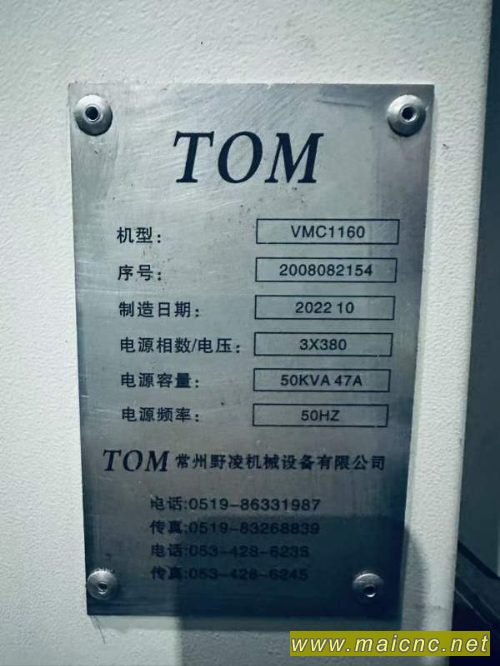 TOM
机型: VMC1160
序号: 2008082154
制造日期: 2022 10
电源相数/电压: 3X380
电源容量: 50KVA 47A
电源频率: 50HZ
TOM 常州野凌机械设备有限公司
电话:0519-86331987
传真:0519-83268839
电话:053-428-6238
传真:053-428-6245
www.maicnc.net